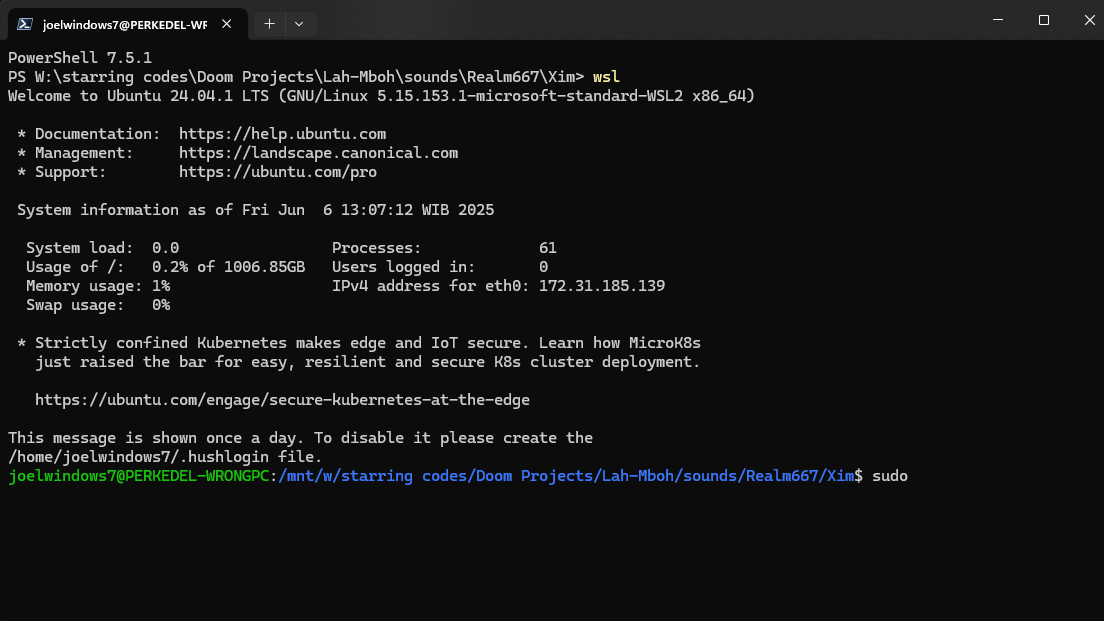 joelwindows7@PERKEDEL-WR
PowerShell 7.5.1
PS W:\starring codes\Doom Projects\Lah-Mboh\sounds\Realm667\Xim> wsl
Welcome to Ubuntu 24.04.1 LTS (GNU/Linux 5.15.153.1-microsoft-standard-WSL2 x86_64)
* Documentation:  https://help.ubuntu.com
* Management:     https://landscape.canonical.com
* Support:        https://ubuntu.com/pro
System information as of Fri Jun  6 13:07:12 WIB 2025
System load:  0.0                 Processes:             61
Usage of /:   0.2% of 1006.85GB   Users logged in:       0
Memory usage: 1%                  IPv4 address for eth0: 172.31.185.139
Swap usage:   0%
* Strictly confined Kubernetes makes edge and IoT secure. Learn how MicroK8s
just raised the bar for easy, resilient and secure K8s cluster deployment.
https://ubuntu.com/engage/secure-kubernetes-at-the-edge
This message is shown once a day. To disable it please create the
/home/joelwindows7/.hushlogin file.
joelwindows7@PERKEDEL-WRONGPC:/mnt/w/starring codes/Doom Projects/Lah-Mboh/sounds/Realm667/Xim$ sudo